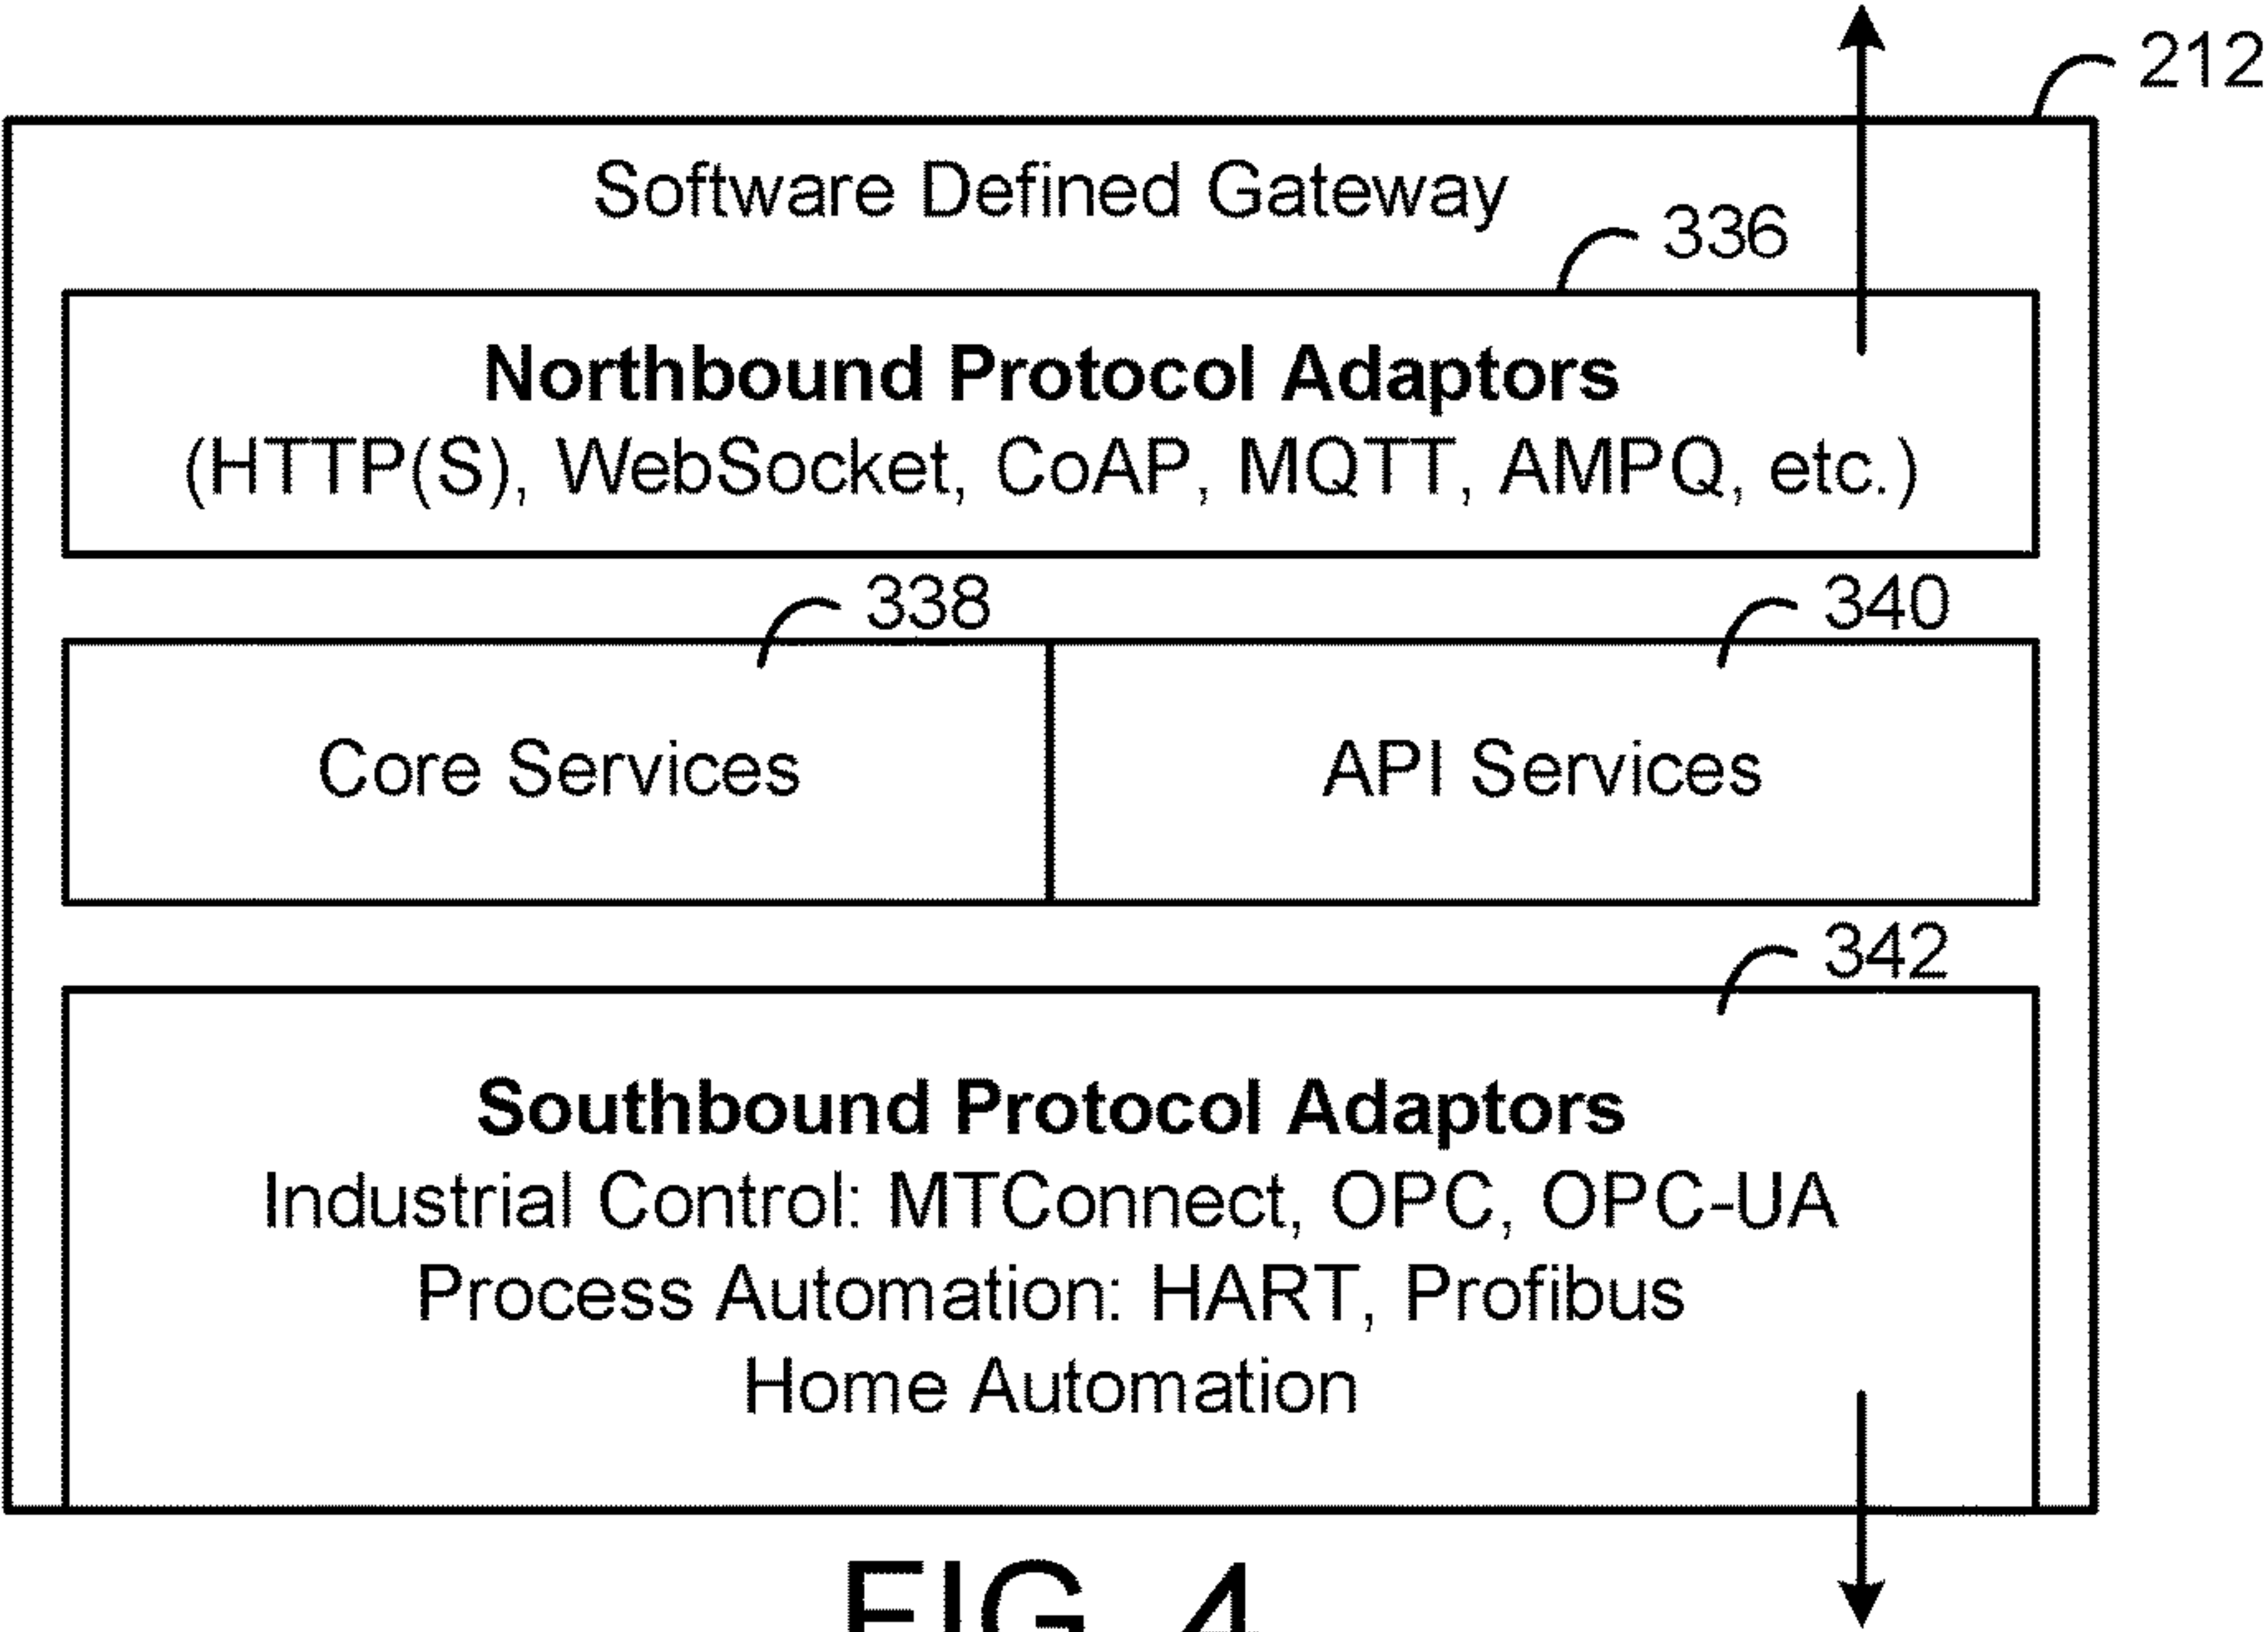 212
Software Defined Gateway
336
Northbound Protocol Adaptors
(HTTP(S), WebSocket, CoAP, MQTT, AMPQ, etc.)
338
340
Core Services
API Services
342
Southbound Protocol Adaptors
Industrial Control: MTConnect, OPC, OPC-UA
Process Automation: HART, Profibus
Home Automation
FIG 4